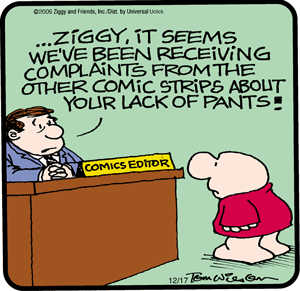 ©2009 Ziggy and Friends, Inc./Dist. by Universal Uclick
...ZIGGY, IT SEEMS
WE'VE BEEN RECEIVING
COMPLAINTS FROM THE
OTHER COMIC STRIPS ABOUT
YOUR LACK OF PANTS!
COMICS EDITOR
12/17 Tom Wilson